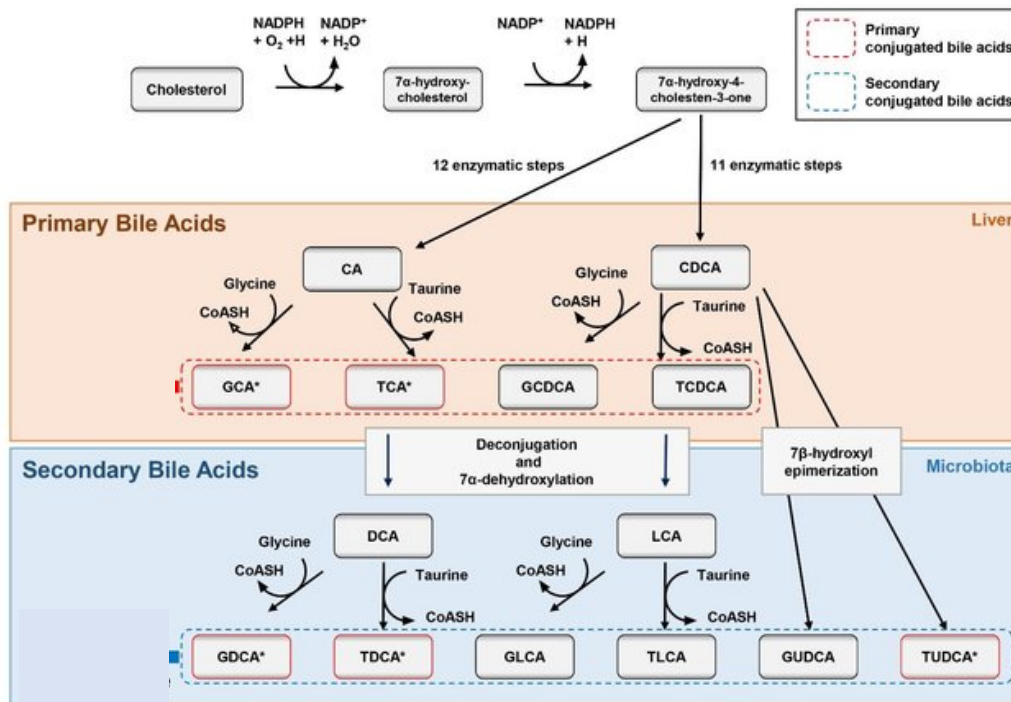 NADPH
+ O₂ +H
NADP⁺
+ H₂O
NADP⁺
NADPH
+ H
Primary
conjugated bile acids
Secondary
conjugated bile acids
Cholesterol
7α-hydroxy-
cholesterol
7α-hydroxy-4-
cholesten-3-one
12 enzymatic steps
11 enzymatic steps
Primary Bile Acids
Liver
CA
CDCA
Glycine
CoASH
Taurine
CoASH
Glycine
CoASH
Taurine
CoASH
GCA*
TCA*
GCDCA
TCDCA
Deconjugation
and
7α-dehydroxylation
7β-hydroxyl
epimerization
Secondary Bile Acids
Microbiota
DCA
LCA
Glycine
CoASH
Taurine
CoASH
Glycine
CoASH
Taurine
CoASH
GDCA*
TDCA*
GLCA
TLCA
GUDCA
TUDCA*